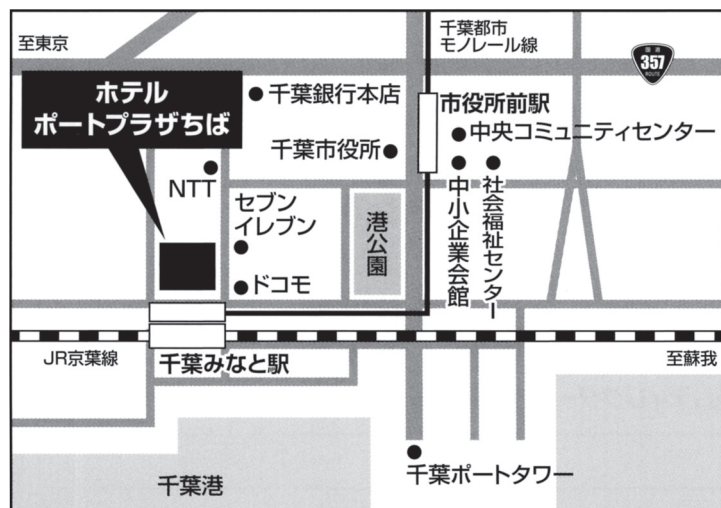 至東京
千葉都市
モノレール線
国道
357
ROUTE
ホテル
ポートプラザちば
千葉銀行本店
市役所前駅
中央コミュニティセンター
千葉市役所
NTT
セブン
イレブン
港公園
中小企業会館
社会福祉センター
ドコモ
JR京葉線
千葉みなと駅
至蘇我
千葉港
千葉ポートタワー